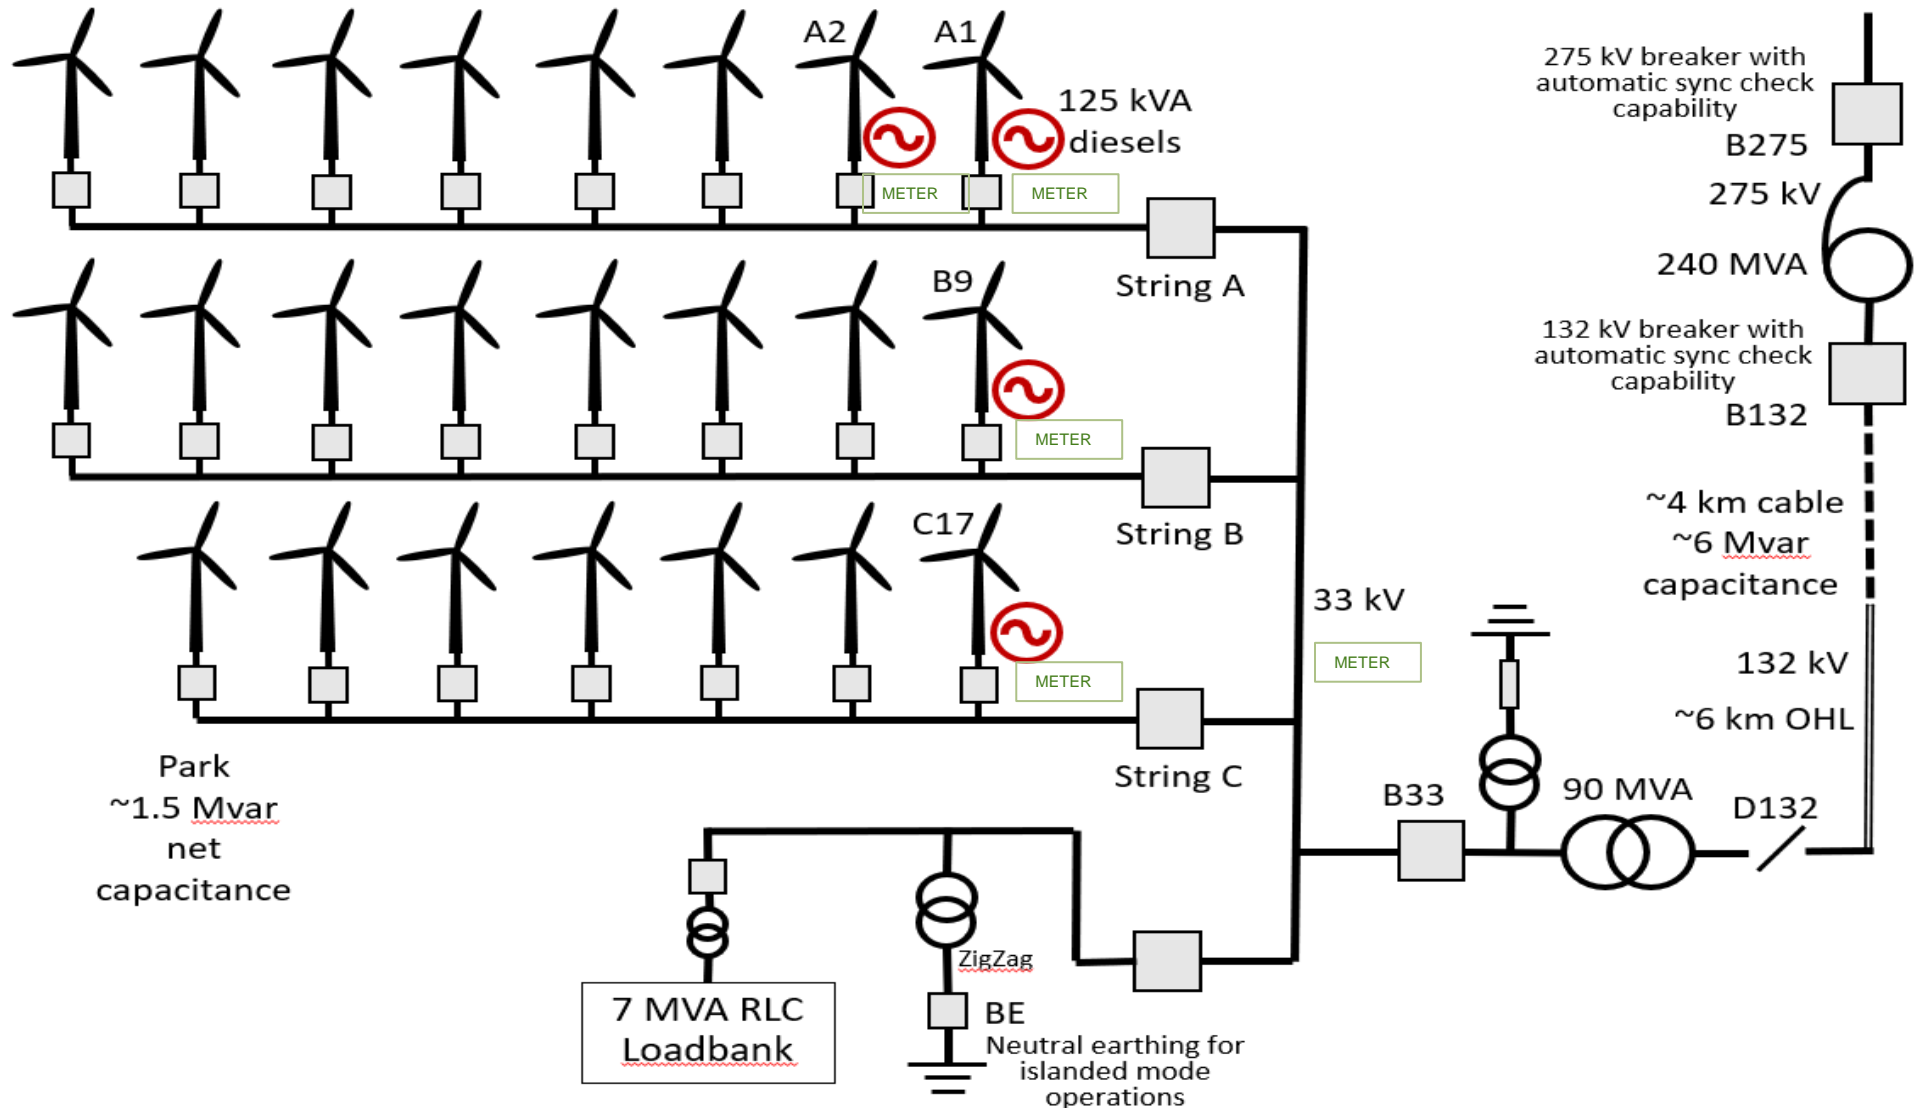 A2
A1
125 kVA
diesels
METER
METER
String A
B9
METER
String B
C17
METER
String C
Park
~1.5 Mvar
net
capacitance
33 kV
METER
B33
90 MVA
D132
7 MVA RLC
Loadbank
ZigZag
BE
Neutral earthing for
islanded mode
operations
275 kV breaker with
automatic sync check
capability
B275
275 kV
240 MVA
132 kV breaker with
automatic sync check
capability
B132
~4 km cable
~6 Mvar
capacitance
132 kV
~6 km OHL